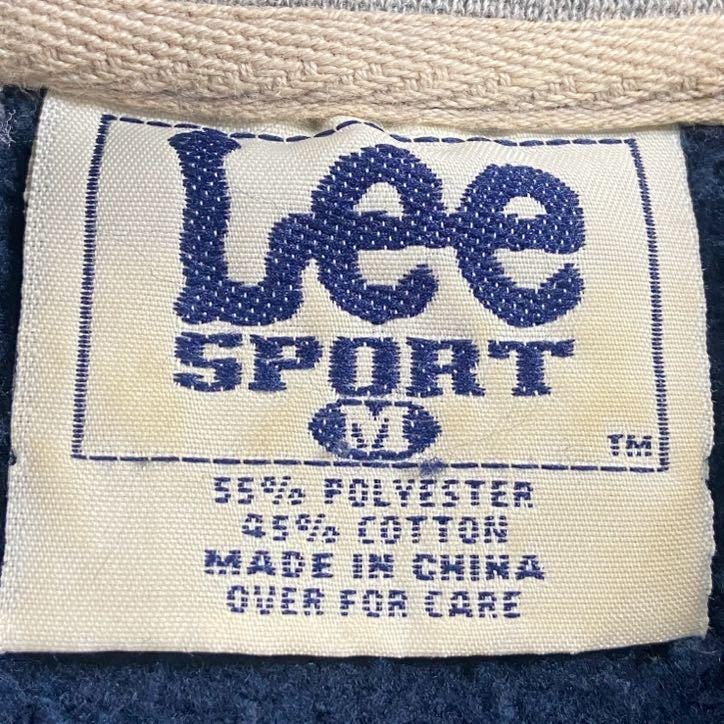 Lee
SPORT
M
TM
55% POLYESTER
45% COTTON
MADE IN CHINA
OVER FOR CARE